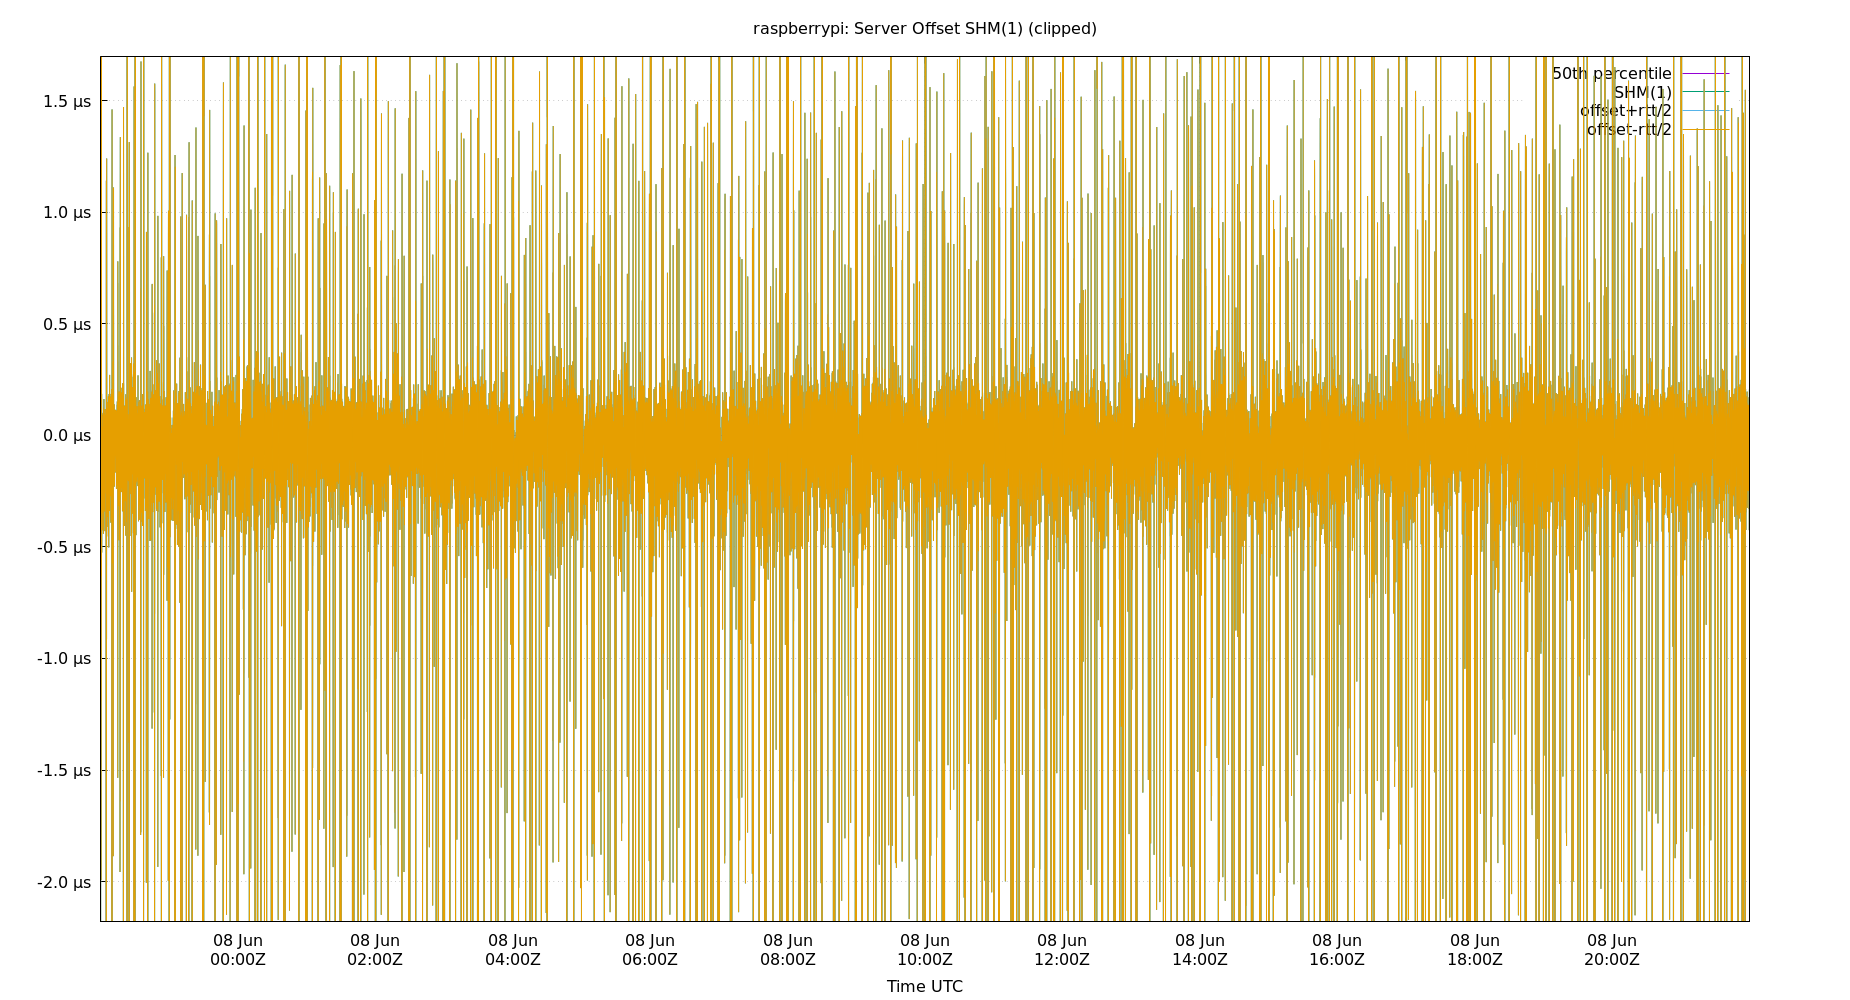 raspberrypi: Server Offset SHM(1) (clipped)
50th percentile
SHM(1)
offset+rtt/2
offset-rtt/2
1.5 µs
1.0 µs
0.5 µs
0.0 µs
-0.5 µs
-1.0 µs
-1.5 µs
-2.0 µs
08 Jun 08 Jun 08 Jun 08 Jun 08 Jun 08 Jun 08 Jun 08 Jun 08 Jun 08 Jun 08 Jun
00:00Z 02:00Z 04:00Z 06:00Z 08:00Z 10:00Z 12:00Z 14:00Z 16:00Z 18:00Z 20:00Z
Time UTC